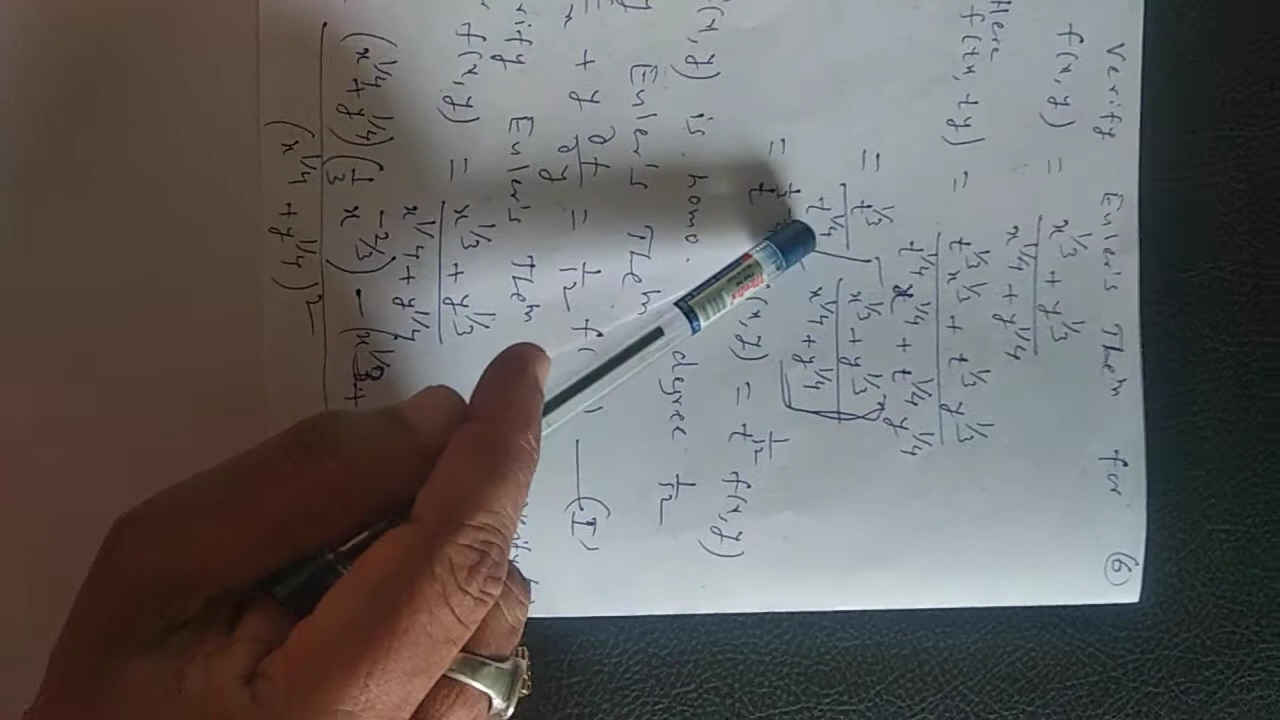 Verify Euler's Them for ⑥
f(x, y) = (x^{1/3} + y^{1/3}) / (x^{1/4} + y^{1/4})
Here
f(tx, ty) = (t^{1/3} x^{1/3} + t^{1/3} y^{1/3}) / (t^{1/4} x^{1/4} + t^{1/4} y^{1/4})
= t^{1/3} / t^{1/4} [(x^{1/3} + y^{1/3}) / (x^{1/4} + y^{1/4})]
= t (x, y) = t^{1/12} f(x, y)
f(x, y) is homo. degree 1/12
Euler's Them
x + y ∂f/∂y = 1/12 f( —— (I)
Euler's Them
f(x, y) = (x^{1/3} + y^{1/3}) / (x^{1/4} + y^{1/4})
= (x^{1/4} + y^{1/4}) (1/3 x^{-2/3}) - (x^{1/3} +
(x^{1/4} + y^{1/4})^2